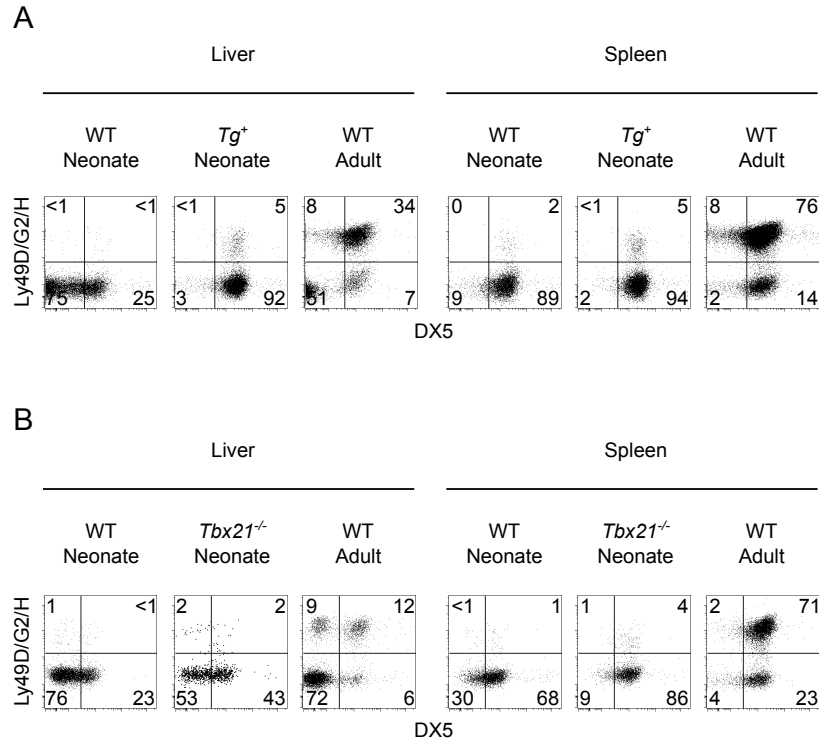 A
Liver Spleen
WT Tg+ WT WT Tg+ WT
Neonate Neonate Adult Neonate Neonate Adult
<1 <1 <1 5 8 34 0 2 <1 5 8 76
Ly49D/G2/H
75 25 3 92 51 7 9 89 2 94 2 14
DX5
B
Liver Spleen
WT Tbx21-/- WT WT Tbx21-/- WT
Neonate Neonate Adult Neonate Neonate Adult
1 <1 2 2 9 12 <1 1 1 4 2 71
Ly49D/G2/H
76 23 53 43 72 6 30 68 9 86 4 23
DX5